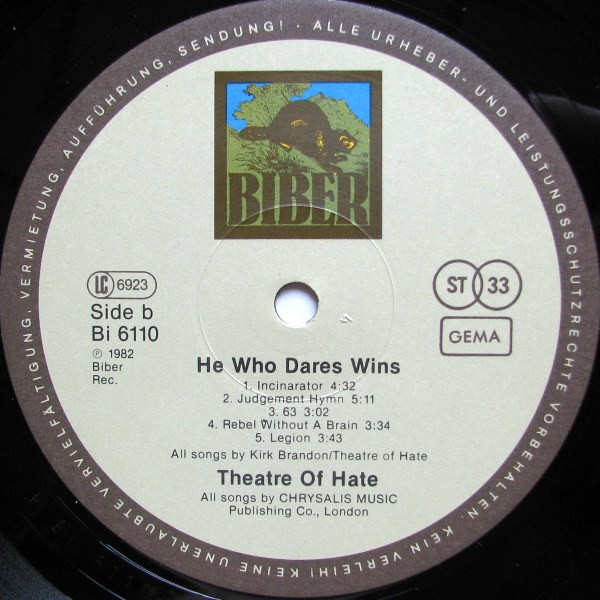 · ALLE URHEBER- UND LEISTUNGSSCHUTZRECHTE VORBEHALTEN. KEIN VERLEIH! KEINE UNERLAUBTE VERVIELFÄLTIGUNG, VERMIETUNG, AUFFÜHRUNG, SENDUNG!
BIBER
LC 6923
Side b
Bi 6110
℗ 1982
Biber
Rec.
ST 33
GEMA
He Who Dares Wins
1. Incinarator 4:32
2. Judgement Hymn 5:11
3. 63 3:02
4. Rebel Without A Brain 3:34
5. Legion 3:43
All songs by Kirk Brandon/Theatre of Hate
Theatre Of Hate
All songs by CHRYSALIS MUSIC
Publishing Co., London